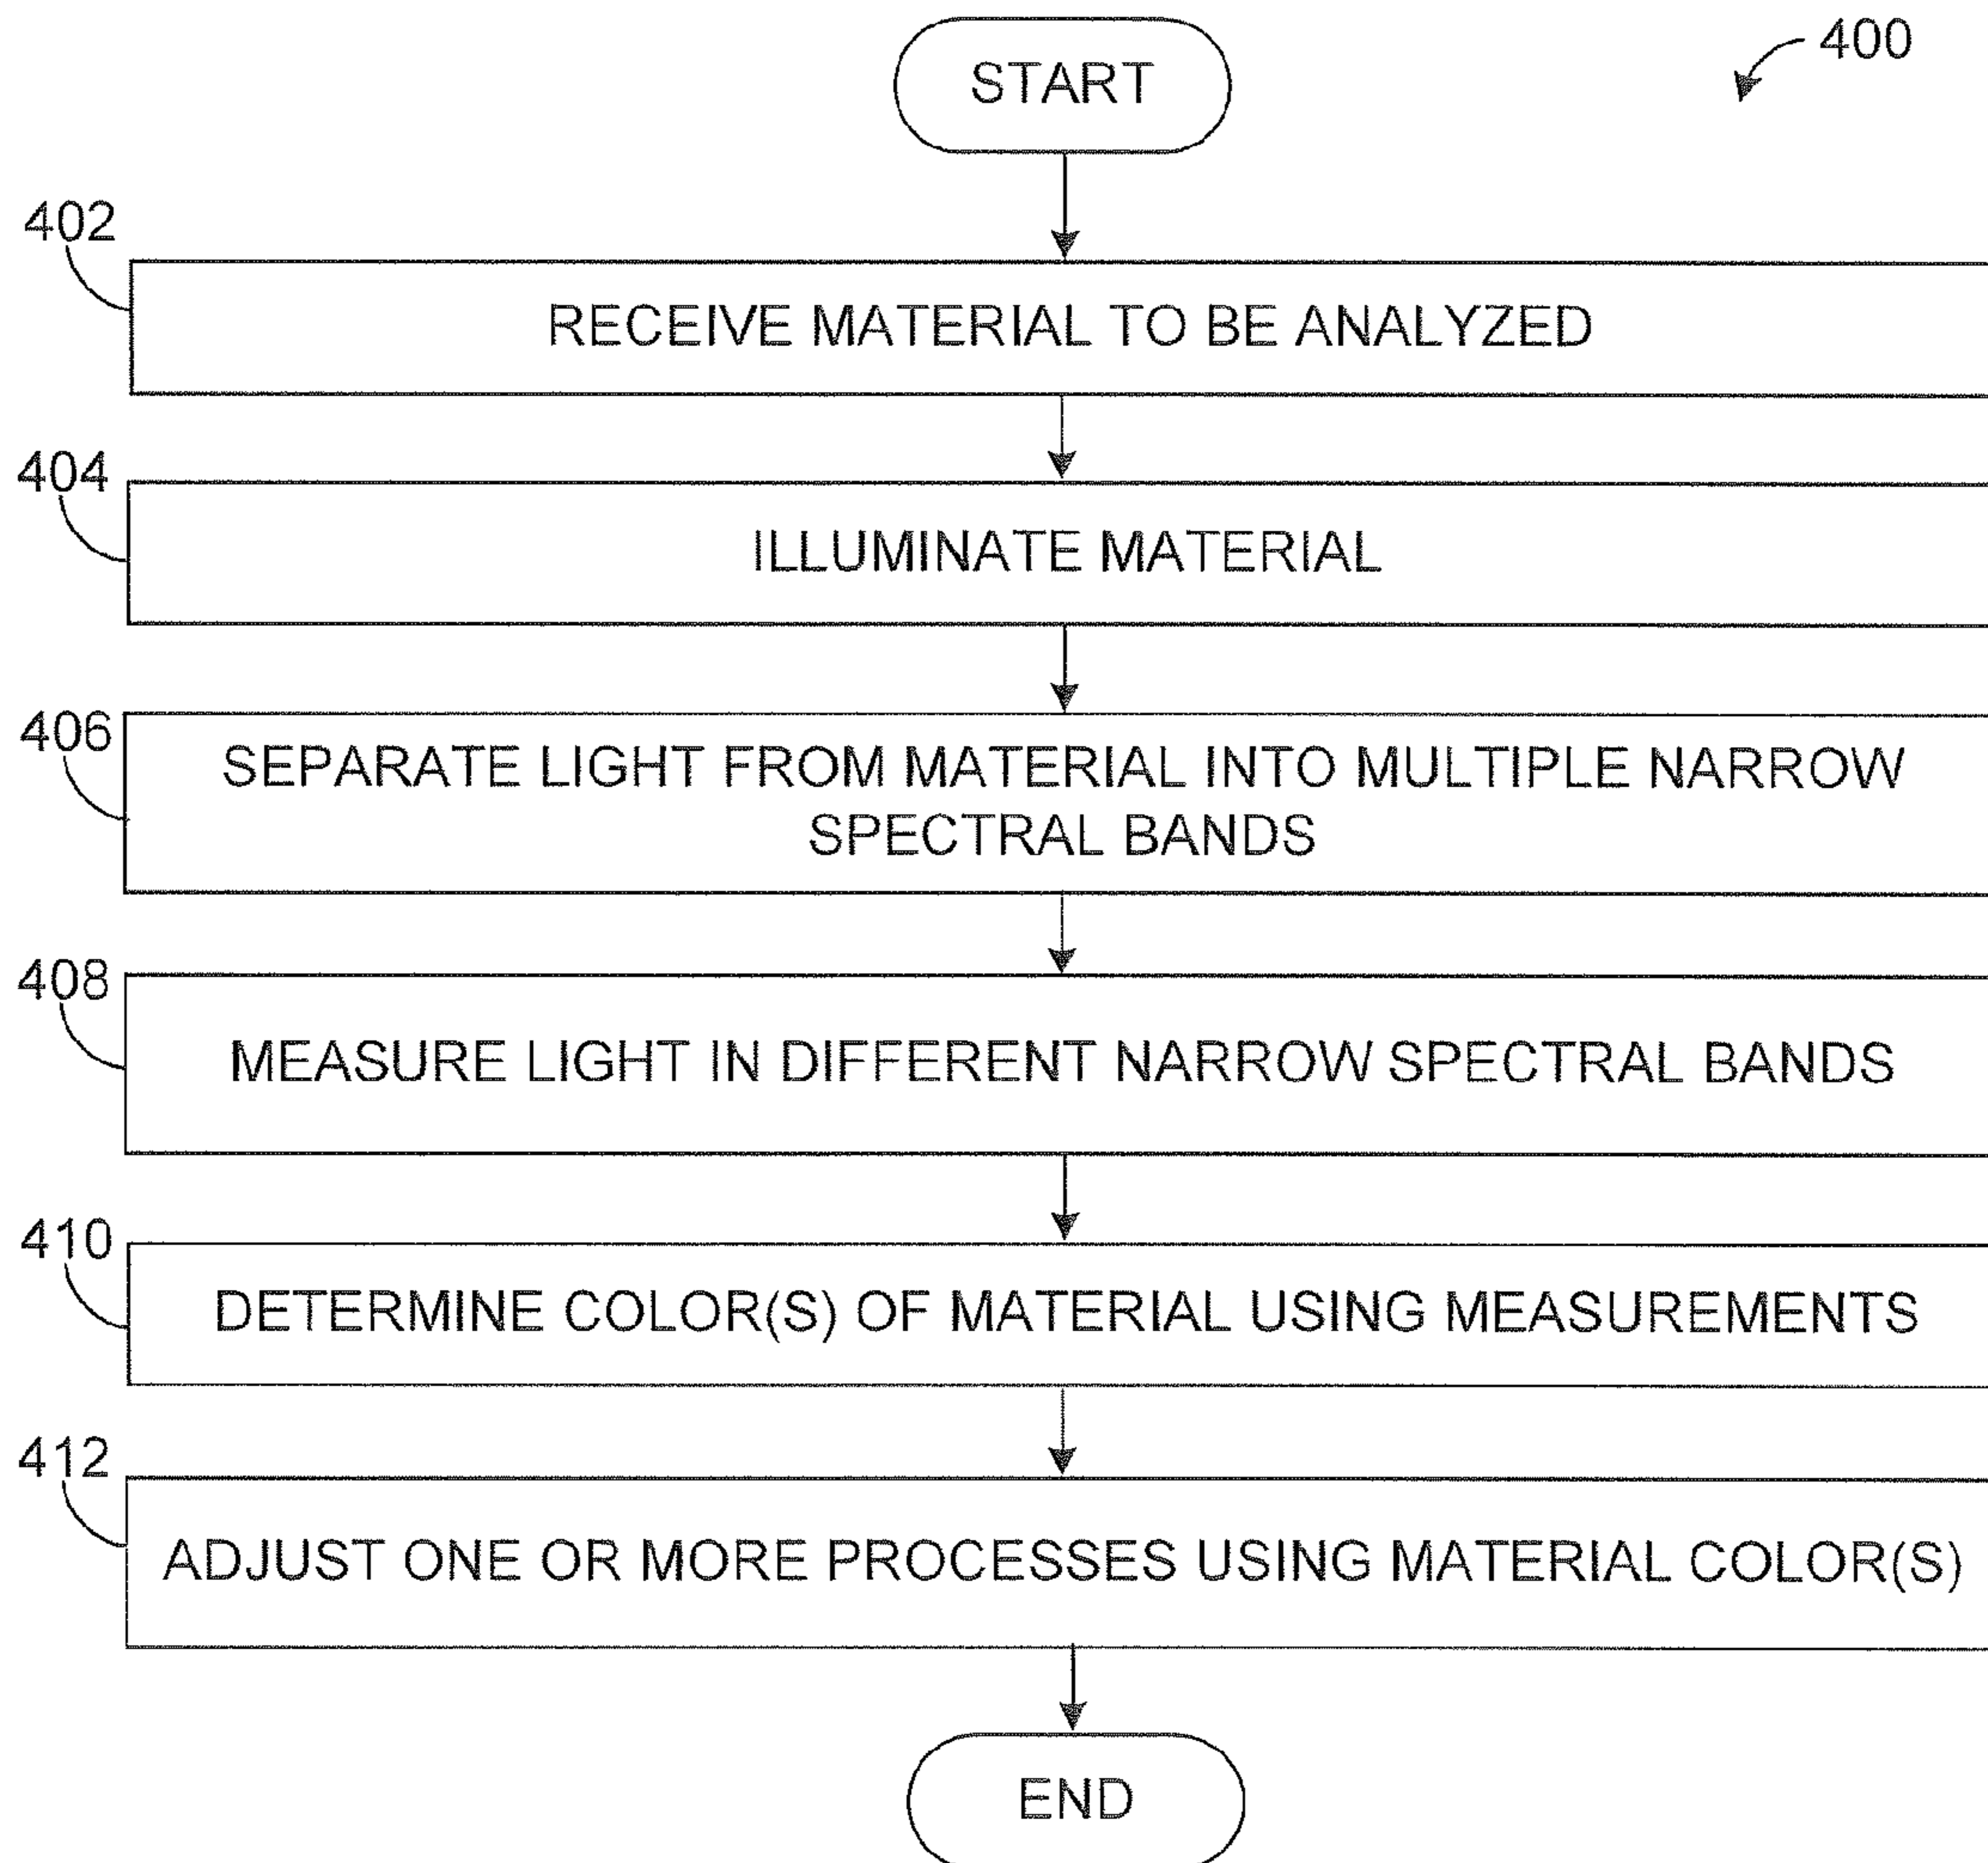 START
400
402
RECEIVE MATERIAL TO BE ANALYZED
404
ILLUMINATE MATERIAL
406
SEPARATE LIGHT FROM MATERIAL INTO MULTIPLE NARROW
SPECTRAL BANDS
408
MEASURE LIGHT IN DIFFERENT NARROW SPECTRAL BANDS
410
DETERMINE COLOR(S) OF MATERIAL USING MEASUREMENTS
412
ADJUST ONE OR MORE PROCESSES USING MATERIAL COLOR(S)
END